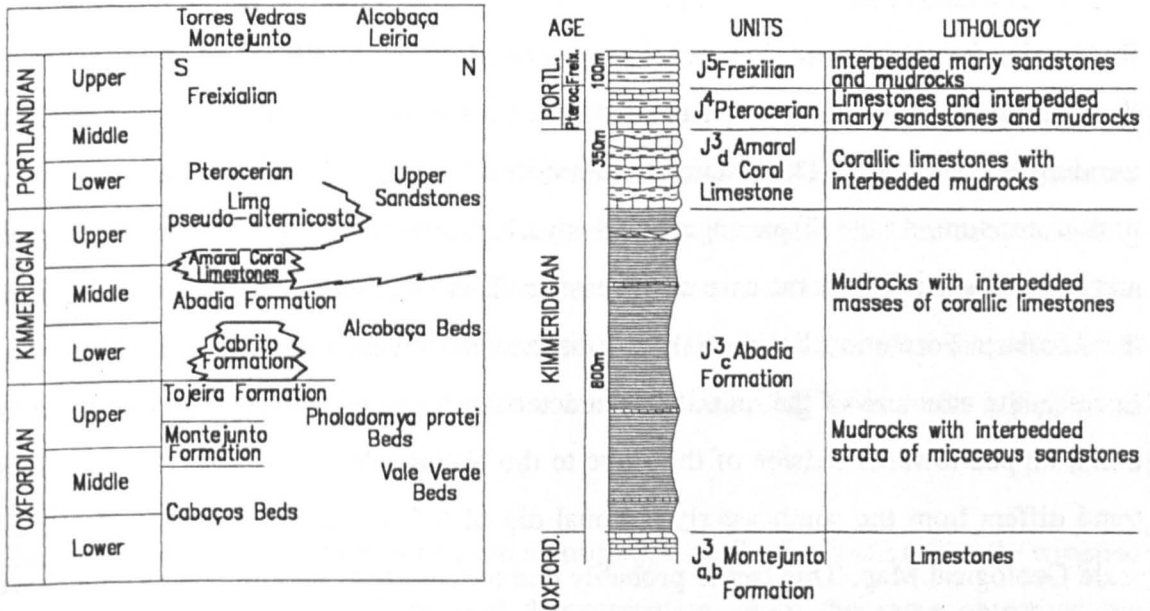 Torres Vedras Alcobaça
Montejunto Leiria
S N
PORTLANDIAN
Upper
Freixialian
Middle
Lower
Pterocerian
Upper
Sandstones
Lima
pseudo-alternicosta
KIMMERIDGIAN
Upper
Amaral Coral
Limestones
Middle
Abadia Formation
Alcobaça Beds
Lower
Cabrito
Formation
Tojeira Formation
OXFORDIAN
Upper
Pholadomya protei
Beds
Montejunto
Formation
Middle
Vale Verde
Beds
Cabaços Beds
Lower
AGE UNITS LITHOLOGY
PORTL.
Freix.
100m
J5 Freixilian
Interbedded marly sandstones
and mudrocks
Pteroc.
J4 Pterocerian
Limestones and interbedded
marly sandstones and mudrocks
350m
J3d Amaral
Coral
Limestone
Corallic limestones with
interbedded mudrocks
KIMMERIDGIAN
800m
J3c Abadia
Formation
Mudrocks with interbedded
masses of corallic limestones
Mudrocks with interbedded
strata of micaceous sandstones
OXFORD.
J3a,b Montejunto
Formation
Limestones